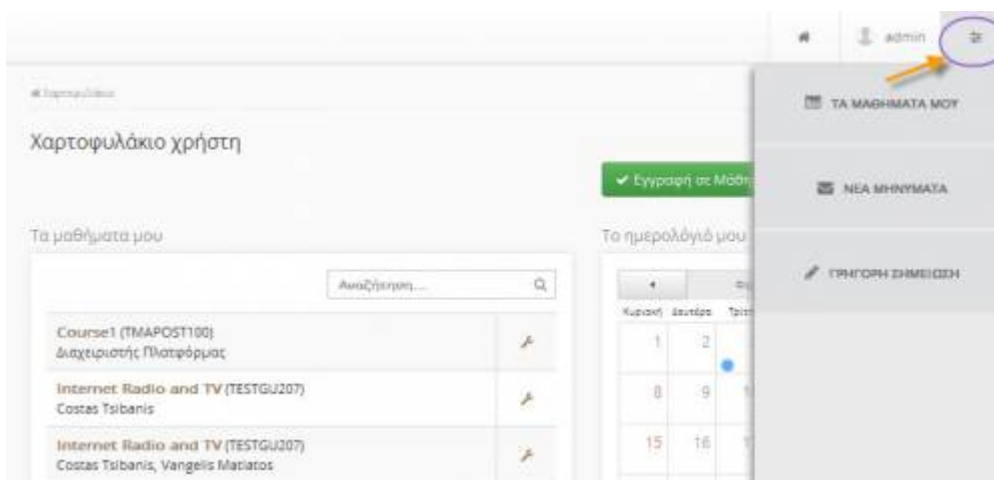 admin
Χαρτοφυλάκιο
ΤΑ ΜΑΘΗΜΑΤΑ ΜΟΥ
Χαρτοφυλάκιο χρήστη
Εγγραφή σε
ΝΕΑ ΜΗΝΥΜΑΤΑ
Τα μαθήματα μου
Το ημερολόγιό μου
ΓΡΗΓΟΡΗ ΣΗΜΕΙΩΣΗ
Αναζήτηση...
Κυριακή Δευτέρα
Course1 (TMAPOST100)
Διαχειριστής Πλατφόρμας
1 2
Internet Radio and TV (TESTGU207)
Costas Tsibanis
8 9
Internet Radio and TV (TESTGU207)
Costas Tsibanis, Vangelis Matiatos
15 16